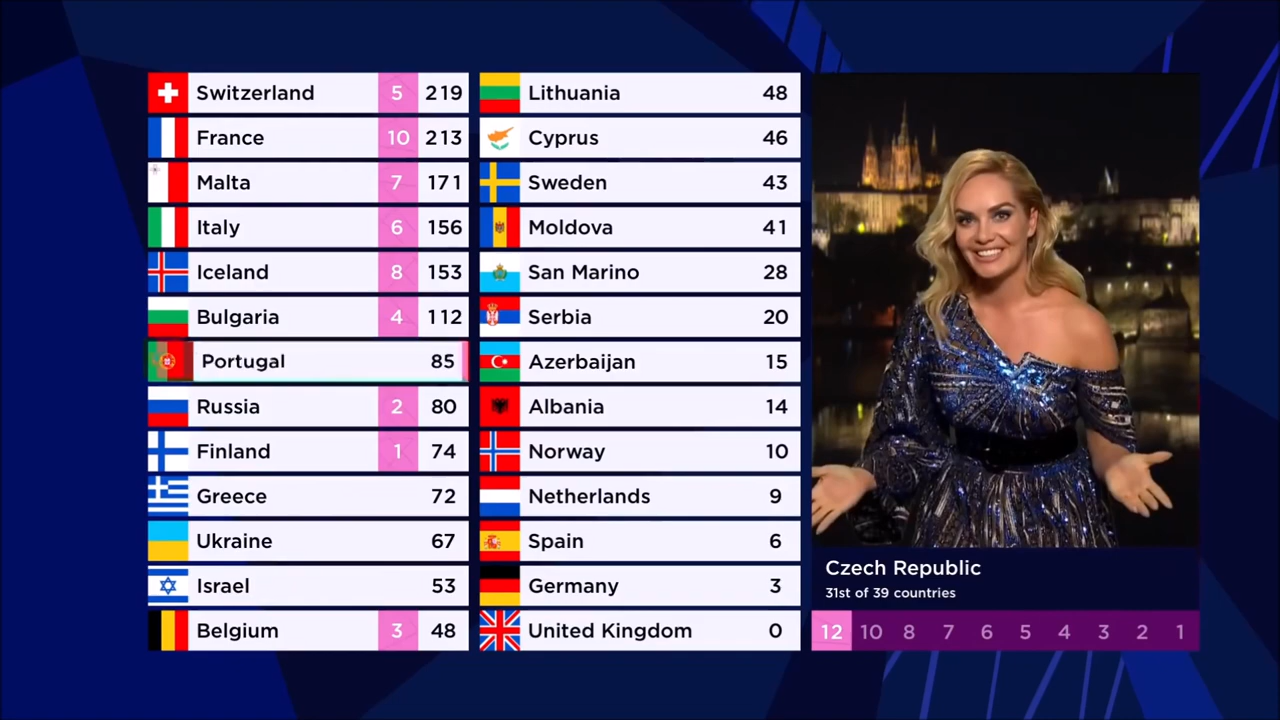 Switzerland 5 219
France 10 213
Malta 7 171
Italy 6 156
Iceland 8 153
Bulgaria 4 112
Portugal 85
Russia 2 80
Finland 1 74
Greece 72
Ukraine 67
Israel 53
Belgium 3 48
Lithuania 48
Cyprus 46
Sweden 43
Moldova 41
San Marino 28
Serbia 20
Azerbaijan 15
Albania 14
Norway 10
Netherlands 9
Spain 6
Germany 3
United Kingdom 0
Czech Republic
31st of 39 countries
12 10 8 7 6 5 4 3 2 1